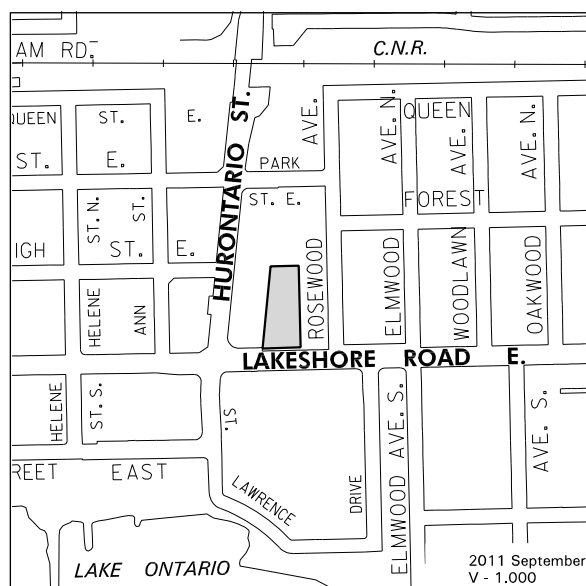 AM RD.
C.N.R.
QUEEN ST. E.
ST. E.
PARK
ST. E.
HURONTARIO ST.
AVE.
QUEEN
AVE. N.
AVE.
AVE. N.
FOREST
ST. N.
ST.
IGH ST. E.
HELENE
ANN
ROSEWOOD
ELMWOOD
WOODLAWN
OAKWOOD
LAKESHORE ROAD E.
HELENE
ST. S.
ST.
ELMWOOD AVE. S.
AVE. S.
REET EAST
LAWRENCE
DRIVE
LAKE ONTARIO
2011 September
V - 1.000